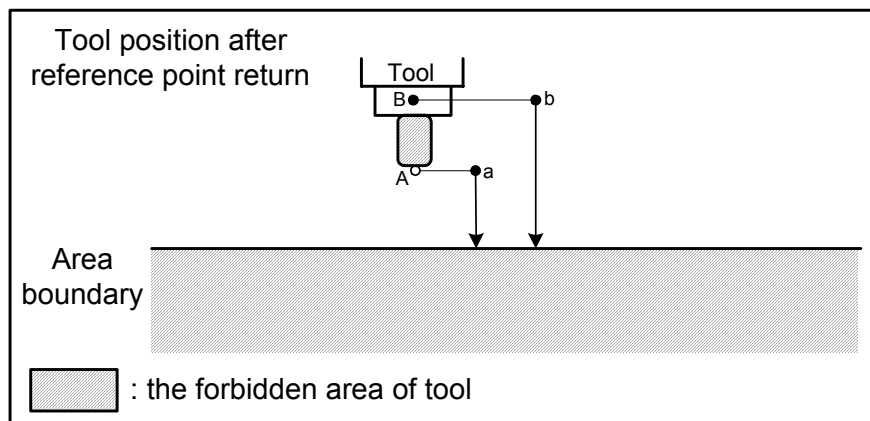 Tool position after
reference point return
Tool
B
b
A
a
Area
boundary
: the forbidden area of tool